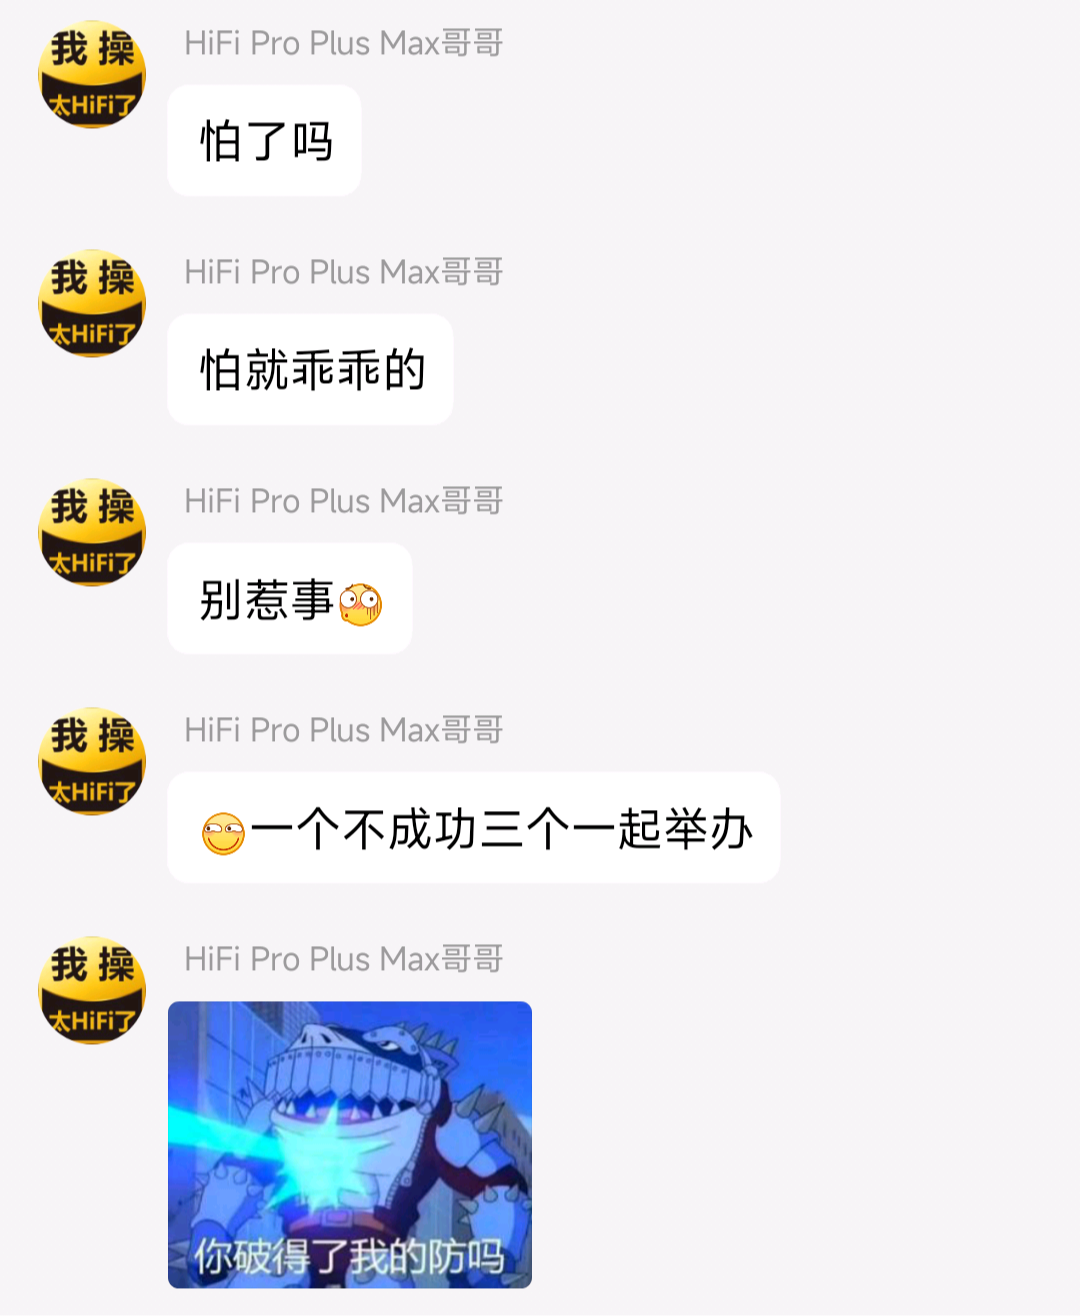 我 操
太HiFi了
HiFi Pro Plus Max哥哥
怕了吗
我 操
太HiFi了
HiFi Pro Plus Max哥哥
怕就乖乖的
我 操
太HiFi了
HiFi Pro Plus Max哥哥
别惹事
我 操
太HiFi了
HiFi Pro Plus Max哥哥
一个不成功三个一起举办
我 操
太HiFi了
HiFi Pro Plus Max哥哥
你破得了我的防吗